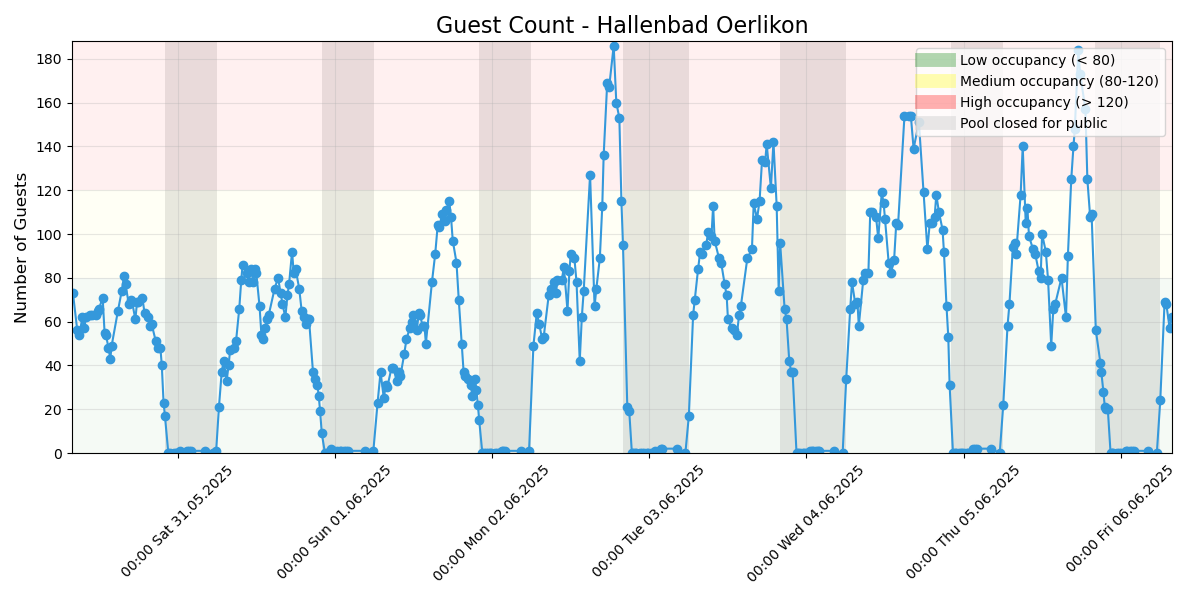 Guest Count - Hallenbad Oerlikon
Number of Guests
180
160
140
120
100
80
60
40
20
0
Low occupancy (< 80)
Medium occupancy (80-120)
High occupancy (> 120)
Pool closed for public
00:00 Sat 31.05.2025
00:00 Sun 01.06.2025
00:00 Mon 02.06.2025
00:00 Tue 03.06.2025
00:00 Wed 04.06.2025
00:00 Thu 05.06.2025
00:00 Fri 06.06.2025